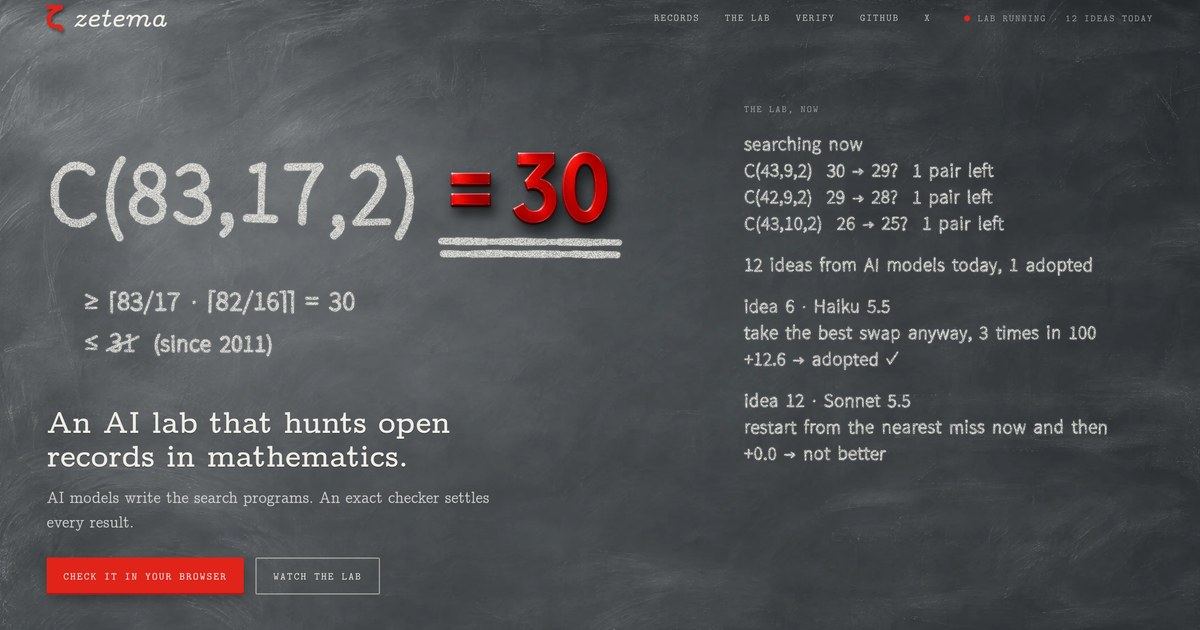 zetema
RECORDS THE LAB VERIFY GITHUB X LAB RUNNING · 12 IDEAS TODAY
C(83,17,2) = 30
≥ ⌈83/17 · ⌈82/16⌉⌉ = 30
≤ 31 (since 2011)
An AI lab that hunts open
records in mathematics.
AI models write the search programs. An exact checker settles
every result.
CHECK IT IN YOUR BROWSER WATCH THE LAB
THE LAB, NOW
searching now
C(43,9,2) 30 → 29? 1 pair left
C(42,9,2) 29 → 28? 1 pair left
C(43,10,2) 26 → 25? 1 pair left
12 ideas from AI models today, 1 adopted
idea 6 · Haiku 5.5
take the best swap anyway, 3 times in 100
+12.6 → adopted ✓
idea 12 · Sonnet 5.5
restart from the nearest miss now and then
+0.0 → not better